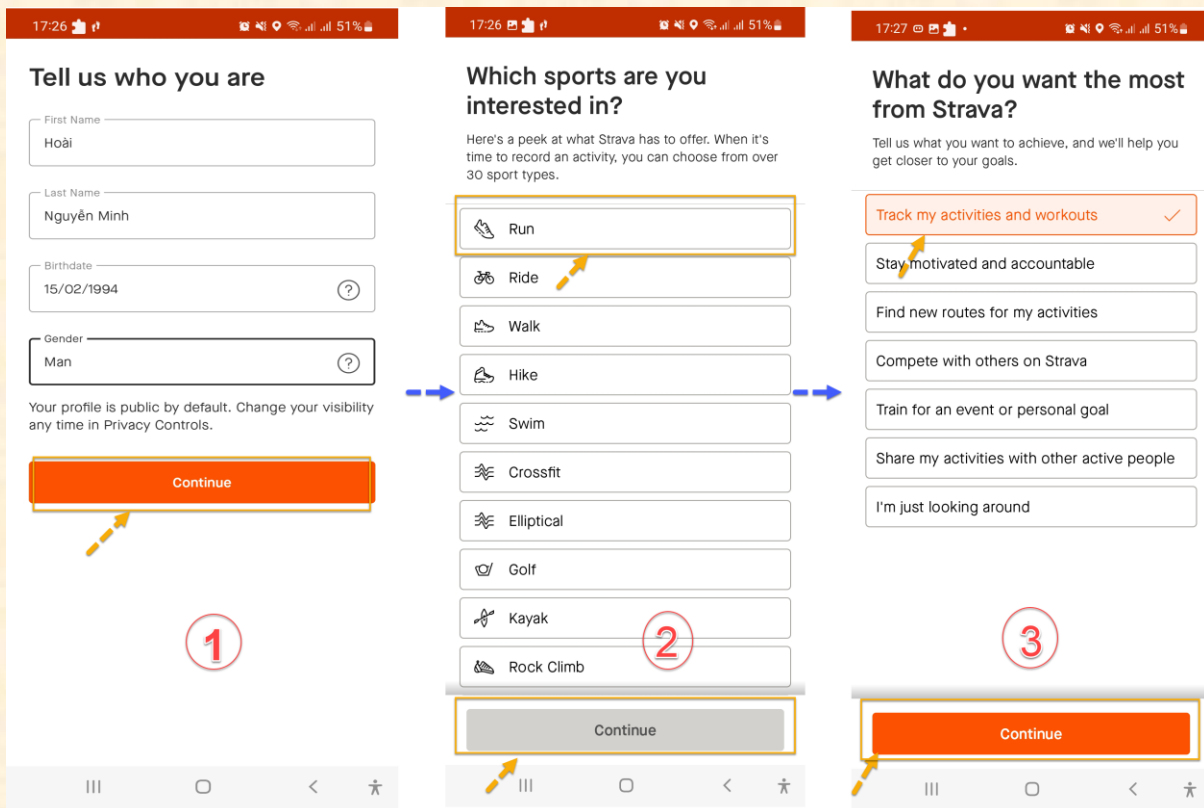 17:26
51%
Tell us who you are
First Name
Hoài
Last Name
Nguyễn Minh
Birthdate
15/02/1994
?
Gender
Man
?
Your profile is public by default. Change your visibility
any time in Privacy Controls.
Continue
1
17:26
51%
Which sports are you
interested in?
Here's a peek at what Strava has to offer. When it's
time to record an activity, you can choose from over
30 sport types.
Run
Ride
Walk
Hike
Swim
Crossfit
Elliptical
Golf
Kayak
Rock Climb
2
Continue
17:27
51%
What do you want the most
from Strava?
Tell us what you want to achieve, and we'll help you
get closer to your goals.
Track my activities and workouts
Stay motivated and accountable
Find new routes for my activities
Compete with others on Strava
Train for an event or personal goal
Share my activities with other active people
I'm just looking around
3
Continue